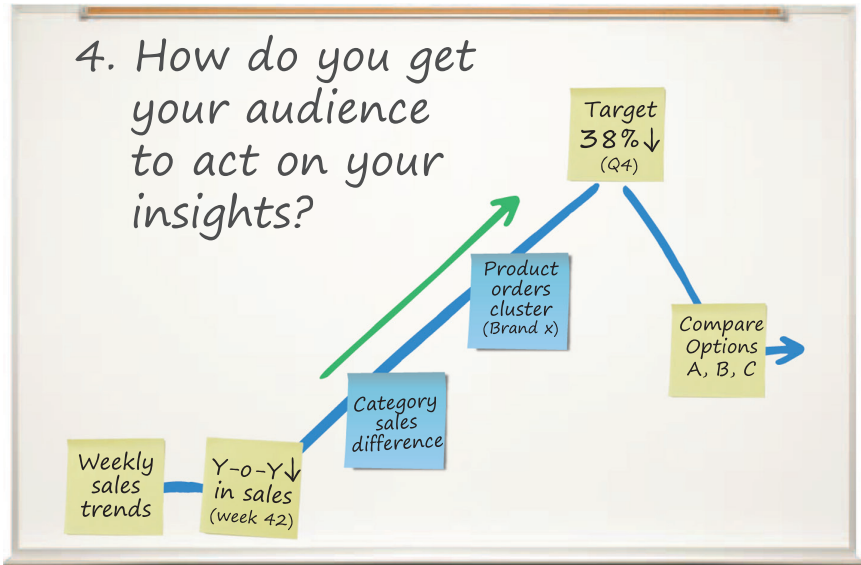 4. How do you get
your audience
to act on your
insights?
Target
38%↓
(Q4)
Product
orders
cluster
(Brand x)
Compare
Options
A, B, C
Category
sales
difference
Weekly
sales
trends
Y-o-Y↓
in sales
(week 42)